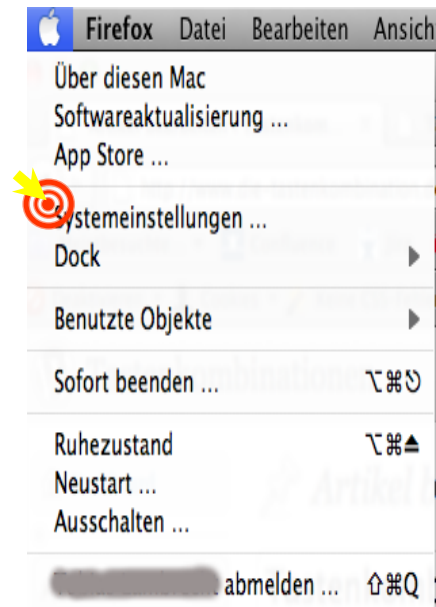 Firefox Datei Bearbeiten Ansich
Über diesen Mac
Softwareaktualisierung ...
App Store ...
Systemeinstellungen ...
Dock ▶
Benutzte Objekte ▶
Sofort beenden ... ⌥⌘⎋
Ruhezustand ⌥⌘⏏
Neustart ...
Ausschalten ...
abmelden ... ⇧⌘Q